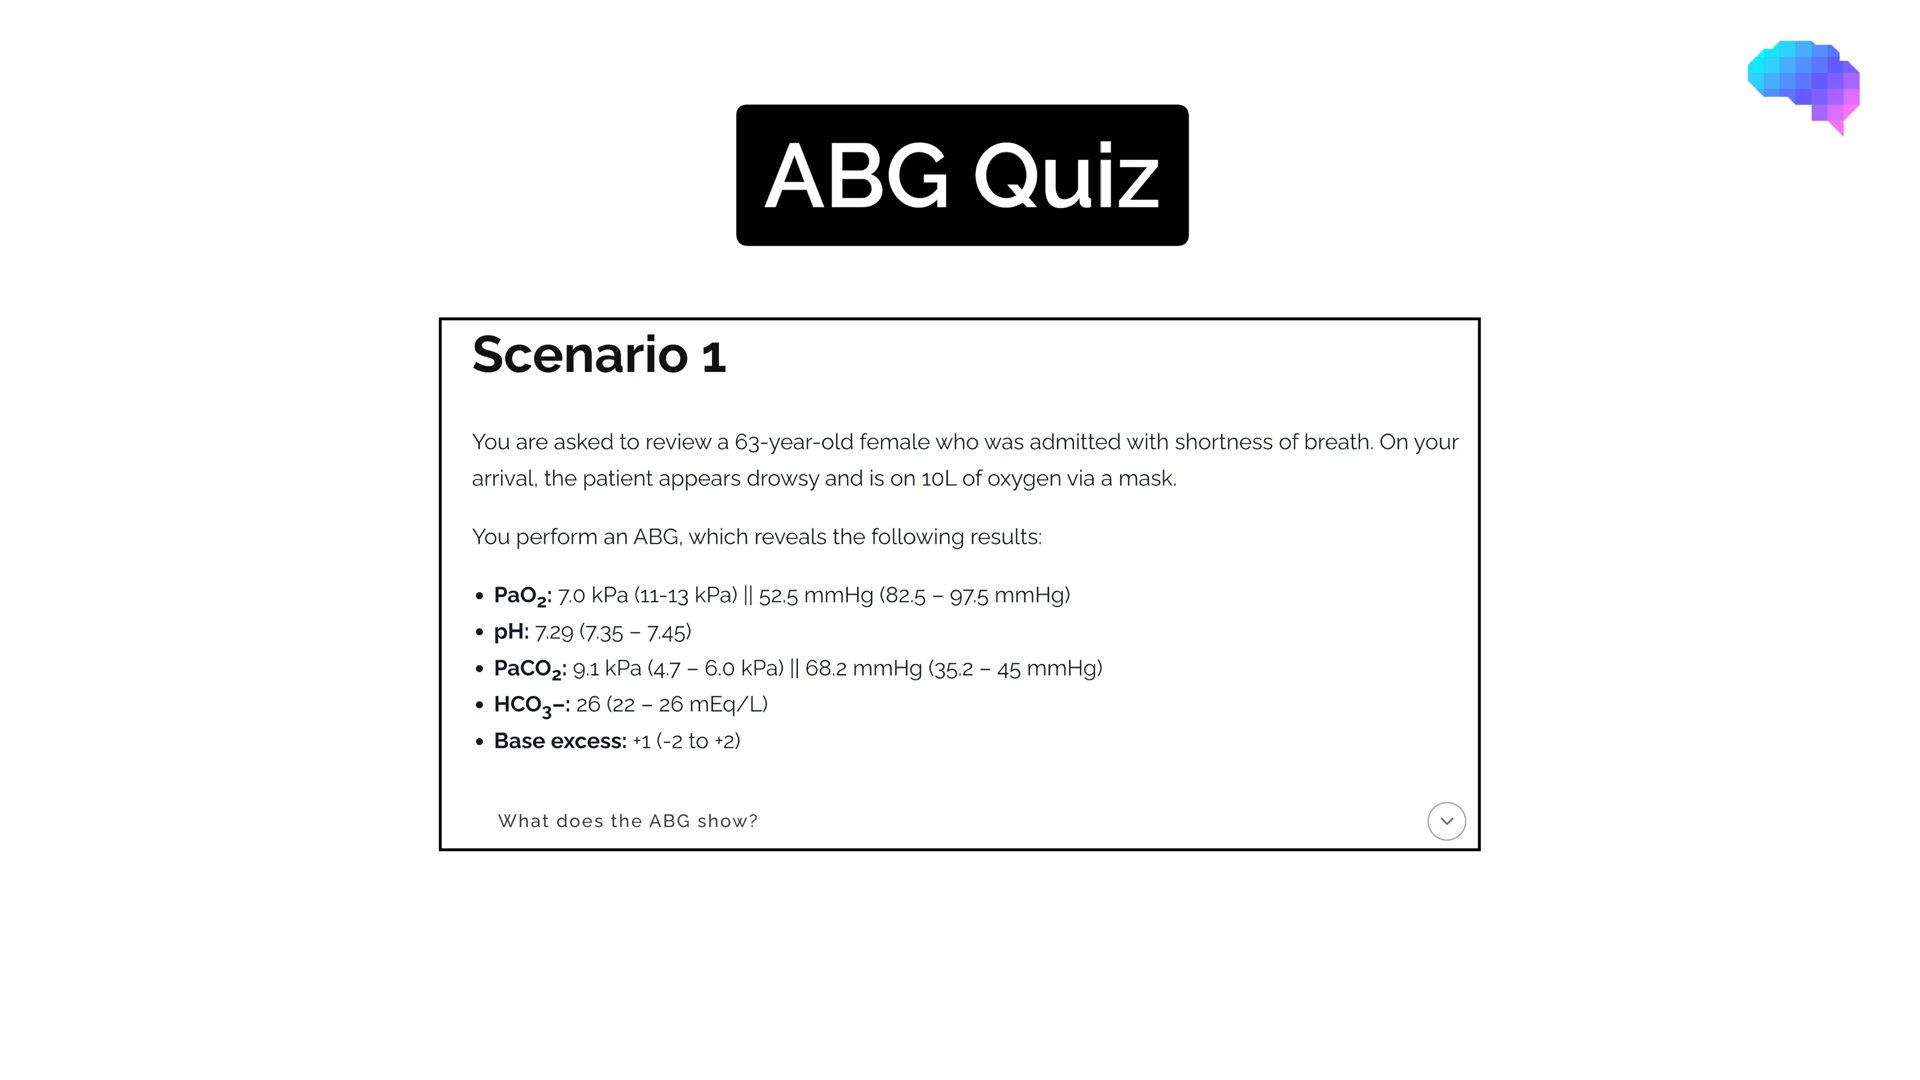 ABG Quiz
Scenario 1
You are asked to review a 63-year-old female who was admitted with shortness of breath. On your
arrival, the patient appears drowsy and is on 10L of oxygen via a mask.
You perform an ABG, which reveals the following results:
• PaO₂: 7.0 kPa (11-13 kPa) || 52.5 mmHg (82.5 – 97.5 mmHg)
• pH: 7.29 (7.35 – 7.45)
• PaCO₂: 9.1 kPa (4.7 – 6.0 kPa) || 68.2 mmHg (35.2 – 45 mmHg)
• HCO₃–: 26 (22 – 26 mEq/L)
• Base excess: +1 (-2 to +2)
What does the ABG show?